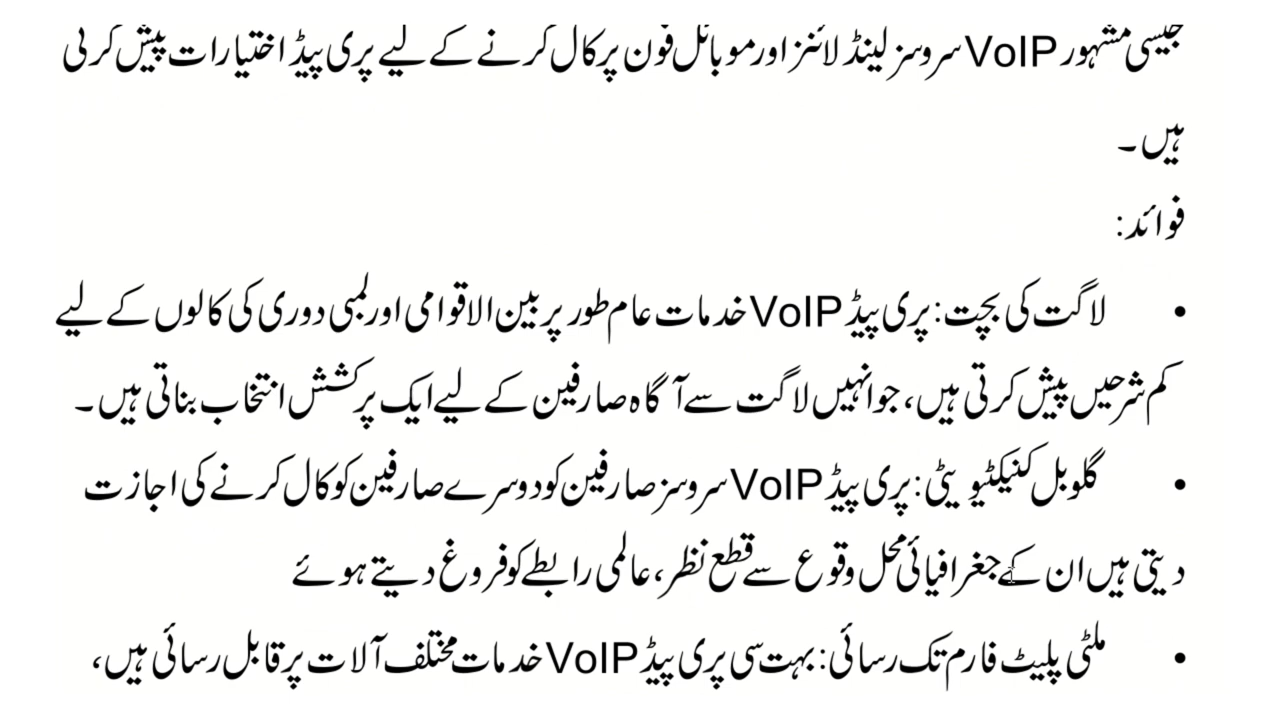 جیسی مشہور VoIP سروسز لینڈ لائنز اور موبائل فون پر کال کرنے کے لیے پری پیڈ اختیارات پیش کرتی
ہیں۔
فوائد:
• لاگت کی بچت: پری پیڈ VoIP خدمات عام طور پر بین الاقوامی اور لمبی دوری کی کالوں کے لیے
کم شرحیں پیش کرتی ہیں، جو انہیں لاگت سے آگاہ صارفین کے لیے ایک پرکشش انتخاب بناتی ہیں۔
• گلوبل کنیکٹیویٹی: پری پیڈ VoIP سروسز صارفین کو دوسرے صارفین کو کال کرنے کی اجازت
دیتی ہیں ان کے جغرافیائی محل وقوع سے قطع نظر، عالمی رابطے کو فروغ دیتے ہوئے
• ملٹی پلیٹ فارم تک رسائی: بہت سی پری پیڈ VoIP خدمات مختلف آلات پر قابل رسائی ہیں،